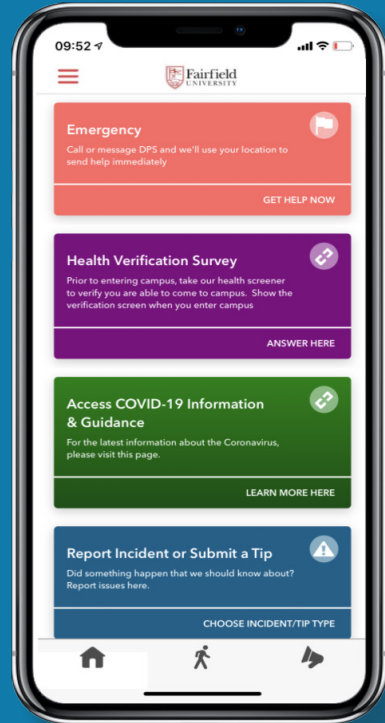 09:52
Fairfield
UNIVERSITY
Emergency
Call or message DPS and we'll use your location to
send help immediately
GET HELP NOW
Health Verification Survey
Prior to entering campus, take our health screener
to verify you are able to come to campus. Show the
verification screen when you enter campus
ANSWER HERE
Access COVID-19 Information
& Guidance
For the latest information about the Coronavirus,
please visit this page.
LEARN MORE HERE
Report Incident or Submit a Tip
Did something happen that we should know about?
Report issues here.
CHOOSE INCIDENT/TIP TYPE